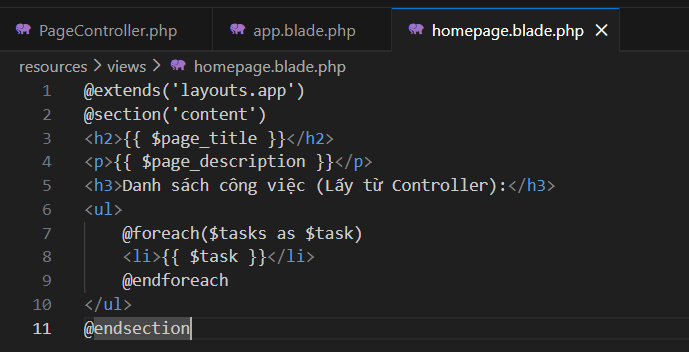 PageController.php app.blade.php homepage.blade.php
resources > views > homepage.blade.php
1 @extends('layouts.app')
2 @section('content')
3 <h2>{{ $page_title }}</h2>
4 <p>{{ $page_description }}</p>
5 <h3>Danh sách công việc (Lấy từ Controller):</h3>
6 <ul>
7 @foreach($tasks as $task)
8 <li>{{ $task }}</li>
9 @endforeach
10 </ul>
11 @endsection